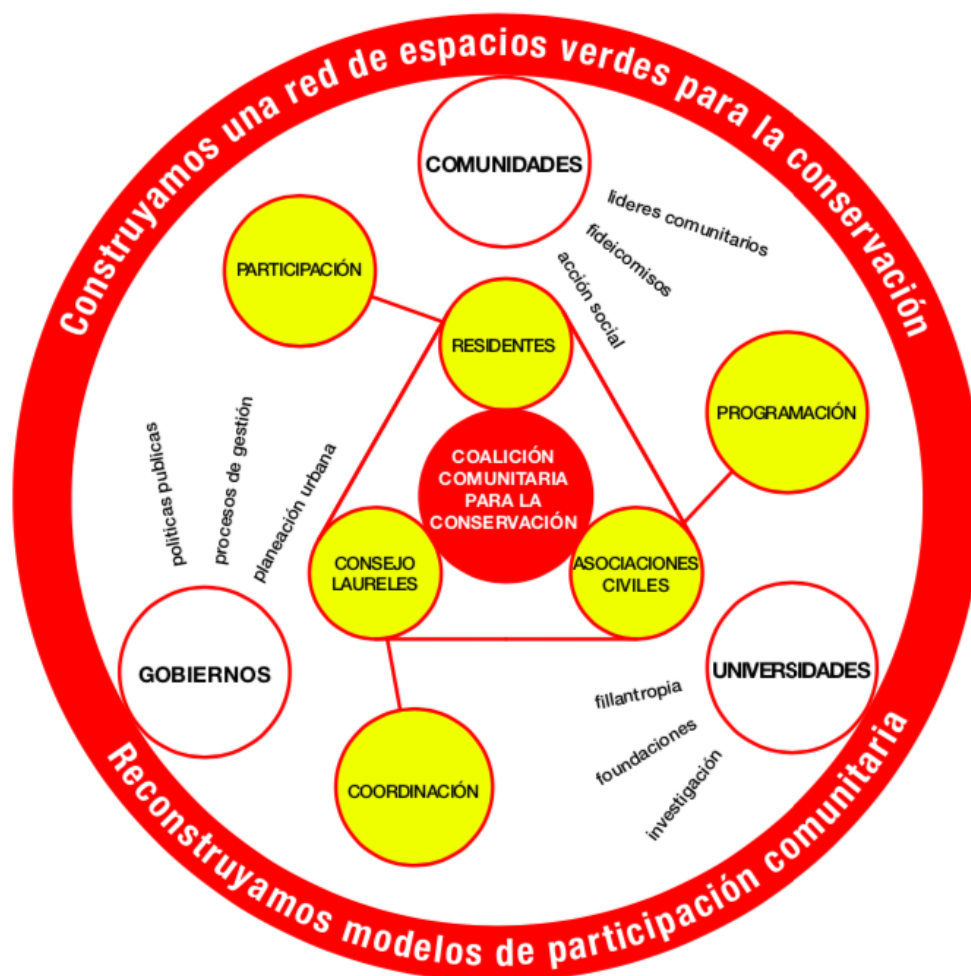 Construyamos una red de espacios verdes para la conservación
COMUNIDADES
lideres comunitarios
fideicomisos
acción social
PARTICIPACIÓN
RESIDENTES
PROGRAMACIÓN
COALICIÓN
COMUNITARIA
PARA LA
CONSERVACIÓN
politicas publicas
procesos de gestión
planeación urbana
CONSEJO
LAURELES
ASOCIACIONES
CIVILES
GOBIERNOS
UNIVERSIDADES
fillantropia
foundaciones
investigación
COORDINACIÓN
Reconstruyamos modelos de participación comunitaria